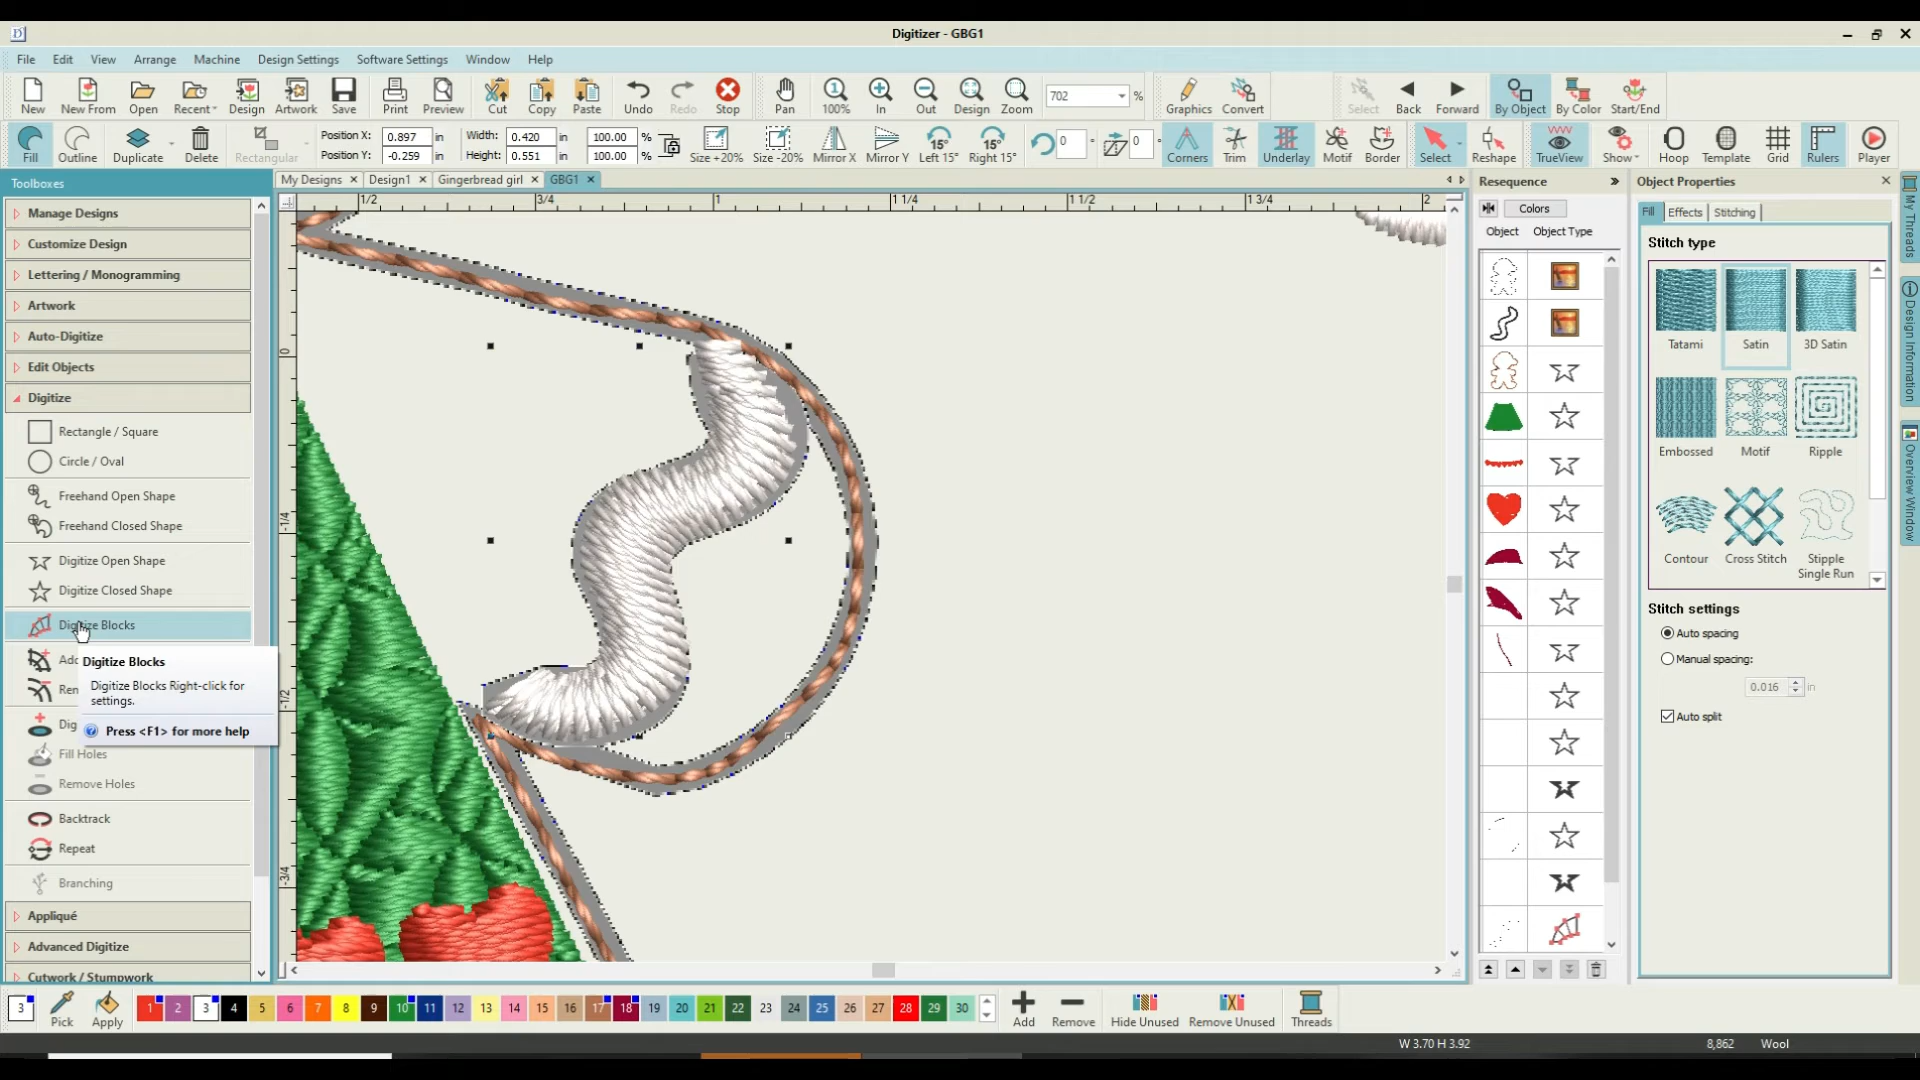 Digitizer - GBG1
File Edit View Arrange Machine Design Settings Software Settings Window Help
New New From Open Recent Design Artwork Save Print Preview Cut Copy Paste Undo Redo Stop Pan 100% In Out Design Zoom 702 % Graphics Convert Select Back Forward By Object By Color Start/End
Fill Outline Duplicate Delete Rectangular Position X: 0.897 in Width: 0.420 in 100.00 % Size +20% Size -20% Mirror X Mirror Y Left 15° Right 15° 0 ° 0 ° Corners Trim Underlay Motif Border Select Reshape TrueView Show Hoop Template Grid Rulers Player
Position Y: -0.259 in Height: 0.551 in 100.00 %
Toolboxes
My Designs Design1 Gingerbread girl GBG1
Resequence
Object Properties
Manage Designs
Customize Design
Lettering / Monogramming
Artwork
Auto-Digitize
Edit Objects
Digitize
Rectangle / Square
Circle / Oval
Freehand Open Shape
Freehand Closed Shape
Digitize Open Shape
Digitize Closed Shape
Digitize Blocks
Digitize Blocks
Digitize Blocks Right-click for settings.
Press <F1> for more help
Fill Holes
Remove Holes
Backtrack
Repeat
Branching
Appliqué
Advanced Digitize
Cutwork / Stumpwork
1/2 3/4 1 1 1/4 1 1/2 1 3/4 2
0
-1/4
-1/2
-3/4
Colors
Object Object Type
Fill Effects Stitching
Stitch type
Tatami Satin 3D Satin
Embossed Motif Ripple
Contour Cross Stitch Stipple Single Run
Stitch settings
Auto spacing
Manual spacing:
0.016 in
Auto split
My Threads
Design Information
Overview Window
3 Pick Apply 1 2 3 4 5 6 7 8 9 10 11 12 13 14 15 16 17 18 19 20 21 22 23 24 25 26 27 28 29 30 Add Remove Hide Unused Remove Unused Threads
W 3.70 H 3.92 8,862 Wool